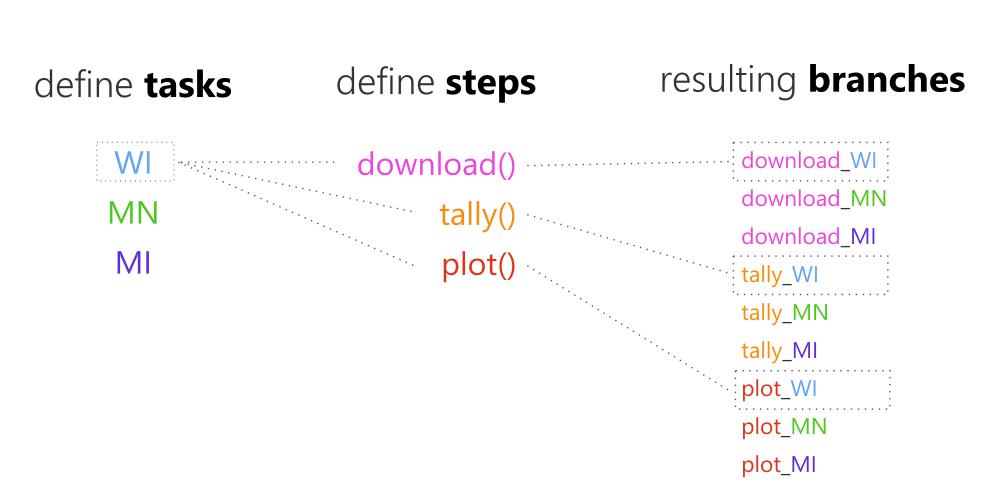 define tasks
WI
MN
MI
define steps
download()
tally()
plot()
resulting branches
download_WI
download_MN
download_MI
tally_WI
tally_MN
tally_MI
plot_WI
plot_MN
plot_MI